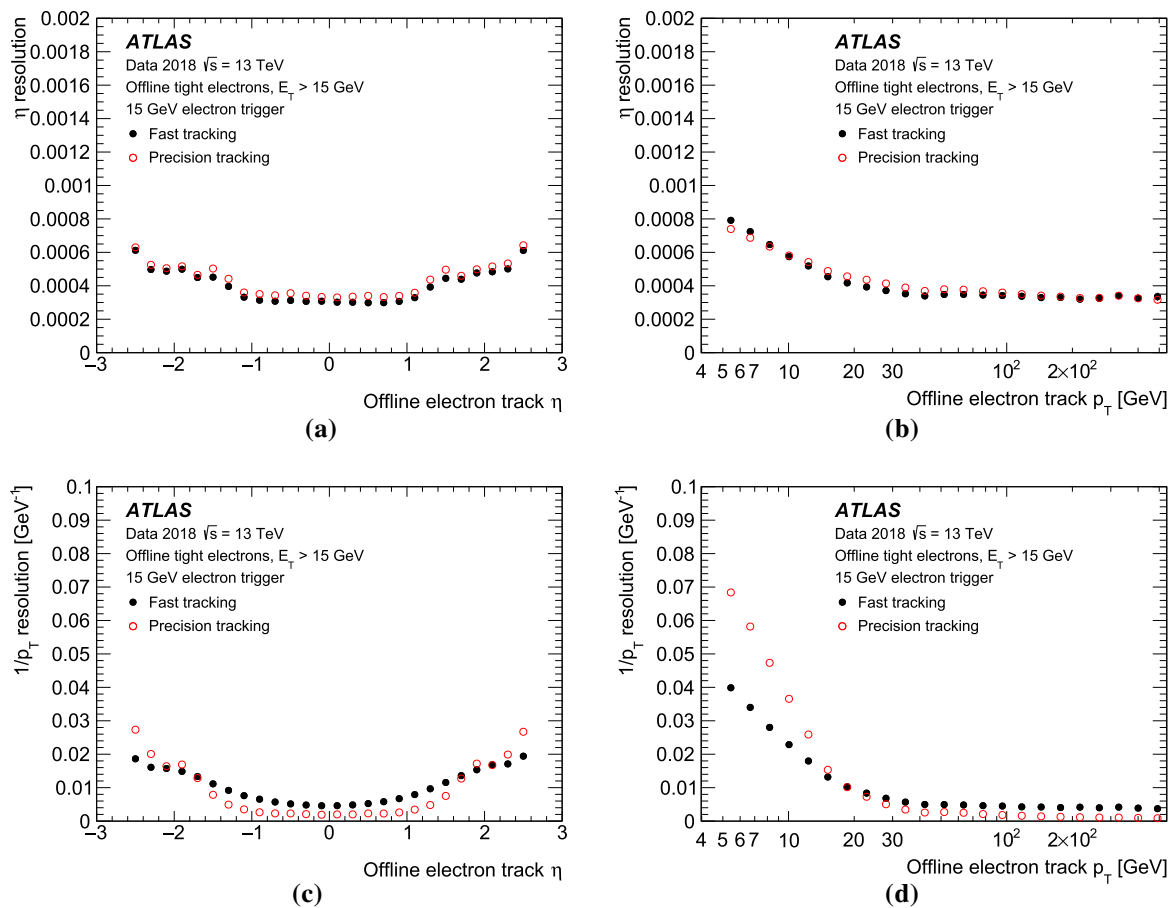 η resolution
0.002
0.0018
0.0016
0.0014
0.0012
0.001
0.0008
0.0006
0.0004
0.0002
0
ATLAS
Data 2018 √s = 13 TeV
Offline tight electrons, E_T > 15 GeV
15 GeV electron trigger
Fast tracking
Precision tracking
−3 −2 −1 0 1 2 3
Offline electron track η
(a)
η resolution
0.002
0.0018
0.0016
0.0014
0.0012
0.001
0.0008
0.0006
0.0004
0.0002
0
ATLAS
Data 2018 √s = 13 TeV
Offline tight electrons, E_T > 15 GeV
15 GeV electron trigger
Fast tracking
Precision tracking
4 5 6 7 10 20 30 10² 2×10²
Offline electron track p_T [GeV]
(b)
1/p_T resolution [GeV⁻¹]
0.1
0.09
0.08
0.07
0.06
0.05
0.04
0.03
0.02
0.01
0
ATLAS
Data 2018 √s = 13 TeV
Offline tight electrons, E_T > 15 GeV
15 GeV electron trigger
Fast tracking
Precision tracking
−3 −2 −1 0 1 2 3
Offline electron track η
(c)
1/p_T resolution [GeV⁻¹]
0.1
0.09
0.08
0.07
0.06
0.05
0.04
0.03
0.02
0.01
0
ATLAS
Data 2018 √s = 13 TeV
Offline tight electrons, E_T > 15 GeV
15 GeV electron trigger
Fast tracking
Precision tracking
4 5 6 7 10 20 30 10² 2×10²
Offline electron track p_T [GeV]
(d)